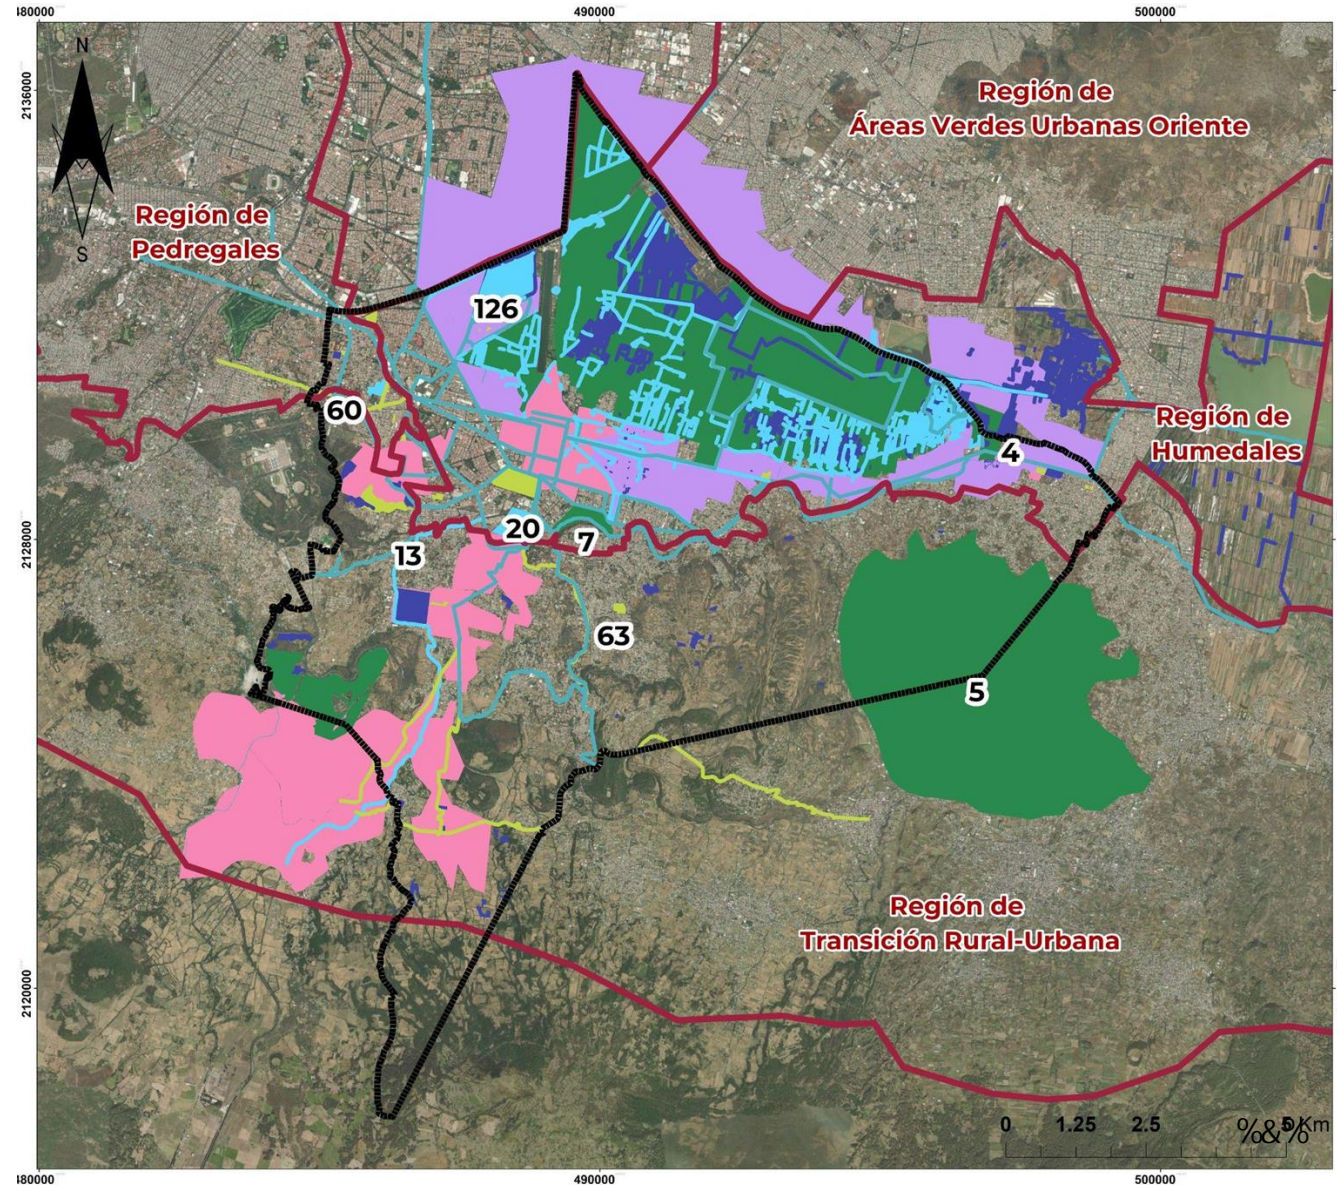 480000
490000
500000
N
2136000
Región de
Áreas Verdes Urbanas Oriente
Región de
Pedregales
S
126
60
Región de
Humedales
4
20
7
2128000
13
63
5
Región de
Transición Rural-Urbana
2120000
0 1.25 2.5 5 Km
%&%
480000
490000
500000